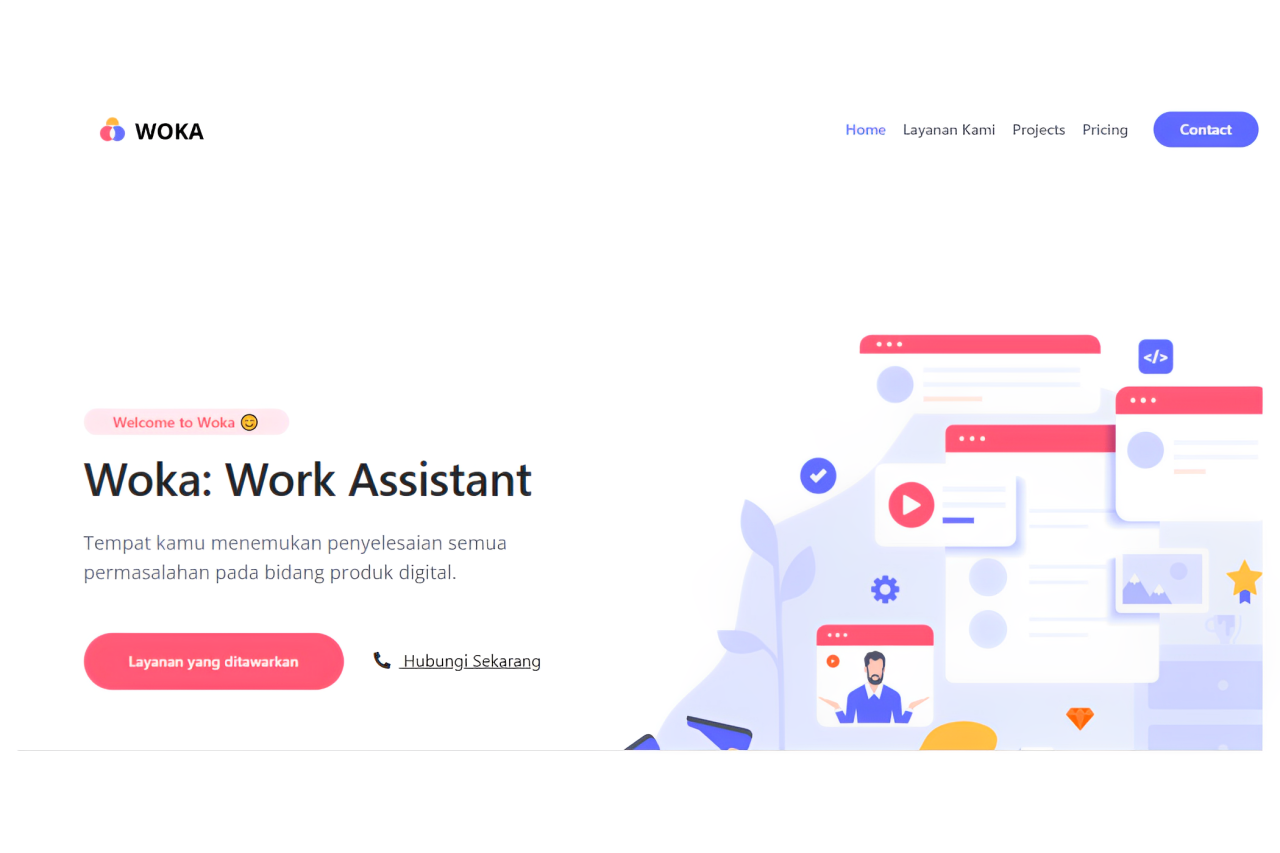 WOKA
Home Layanan Kami Projects Pricing Contact
</>
Welcome to Woka 😊
Woka: Work Assistant
Tempat kamu menemukan penyelesaian semua
permasalahan pada bidang produk digital.
Layanan yang ditawarkan
Hubungi Sekarang